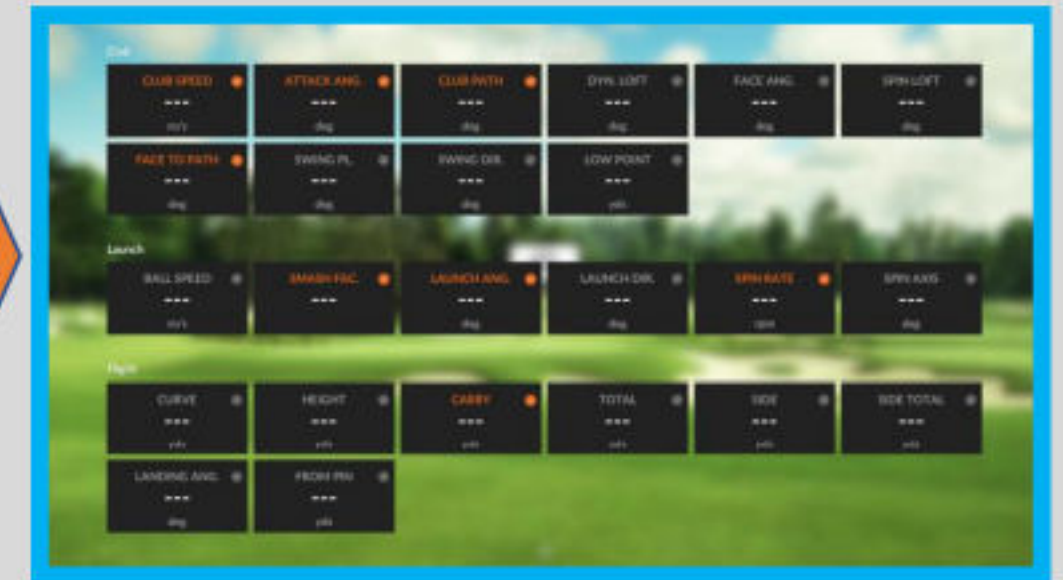 Club
CLUB SPEED ATTACK ANG. CLUB PATH DYN. LOFT FACE ANG. SPIN LOFT
--- --- --- --- --- ---
m/s deg deg deg deg deg
FACE TO PATH SWING PL. SWING DIR. LOW POINT
--- --- --- ---
deg deg deg yds
Launch
BALL SPEED SMASH FAC. LAUNCH ANG. LAUNCH DIR. SPIN RATE SPIN AXIS
--- --- --- --- --- ---
m/s deg deg rpm deg
Flight
CURVE HEIGHT CARRY TOTAL SIDE SIDE TOTAL
--- --- --- --- --- ---
yds yds yds yds yds yds
LANDING ANG. FROM PIN
--- ---
deg yds